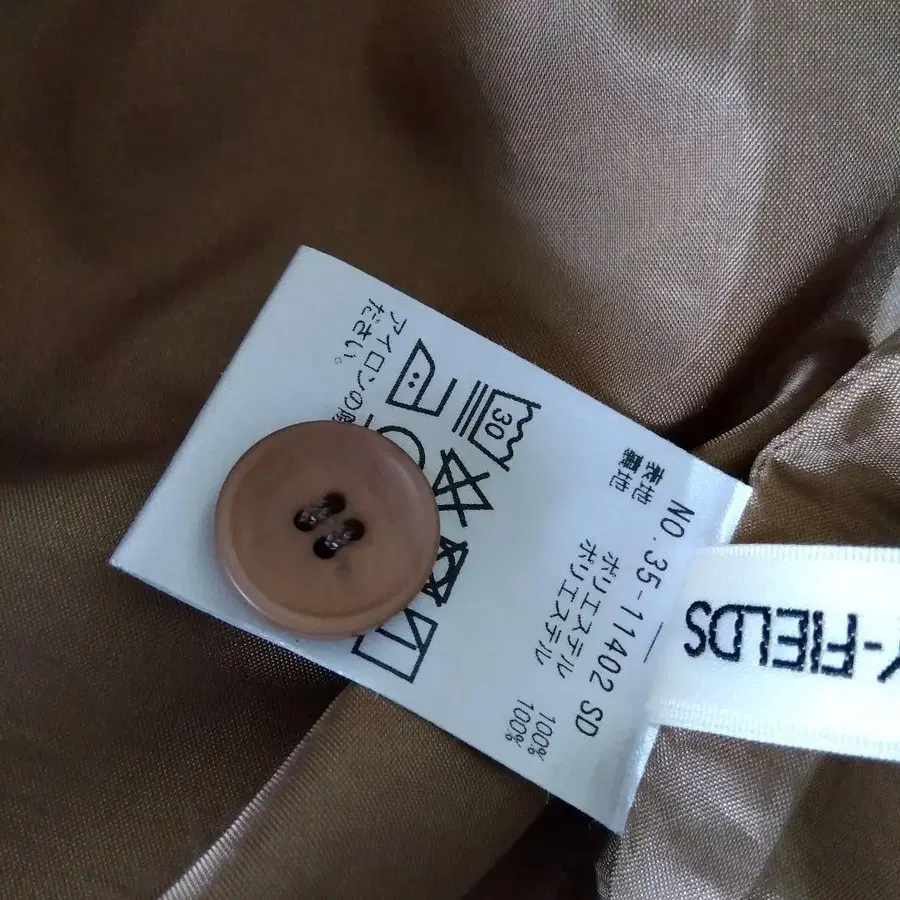 NO.35-11402 SD
表地 ポリエステル 100%
裏地 ポリエステル 100%
30
アイロンの
ださい。
-FIELDS